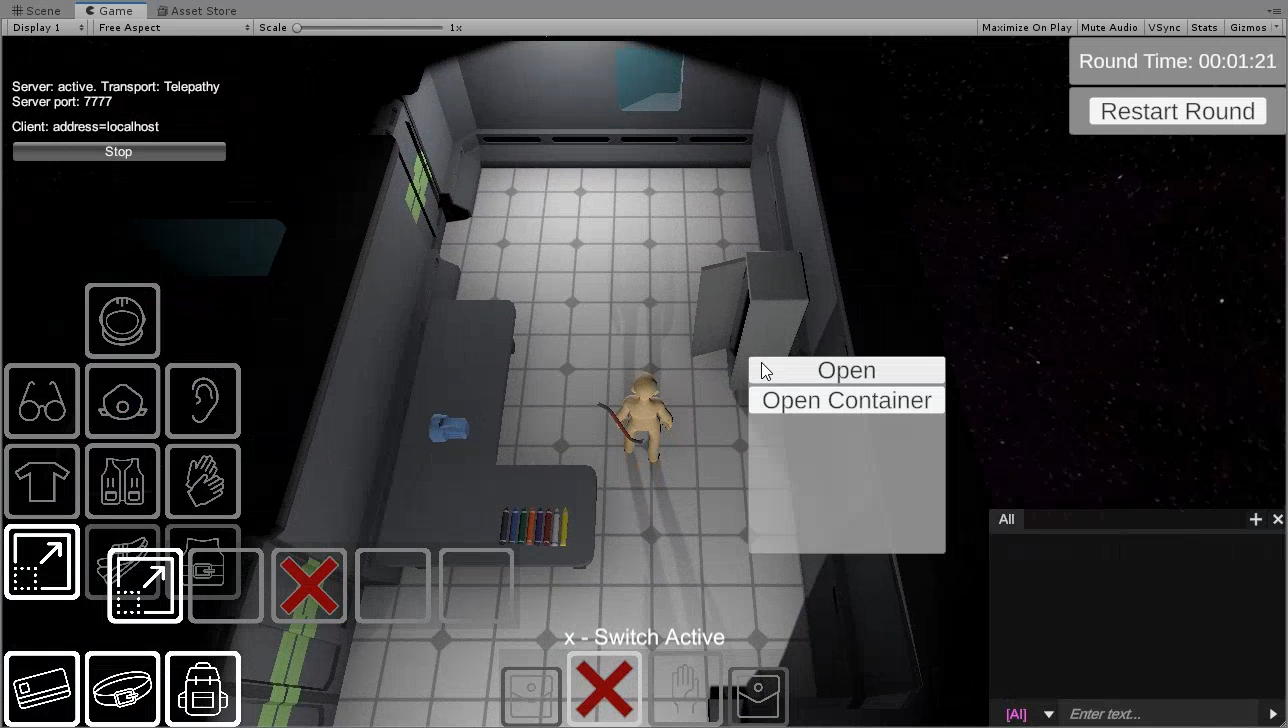 Scene Game Asset Store
Display 1 Free Aspect Scale 1x Maximize On Play Mute Audio VSync Stats Gizmos
Round Time: 00:01:21
Restart Round
Server: active. Transport: Telepathy
Server port: 7777
Client: address=localhost
Stop
Open
Open Container
All
x - Switch Active
[All]
Enter text...